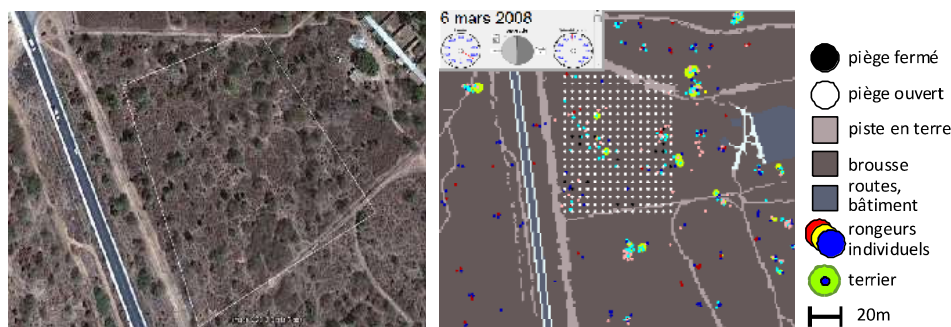 6 mars 2008
piège fermé
piège ouvert
piste en terre
brousse
routes,
bâtiment
rongeurs
individuels
terrier
20m